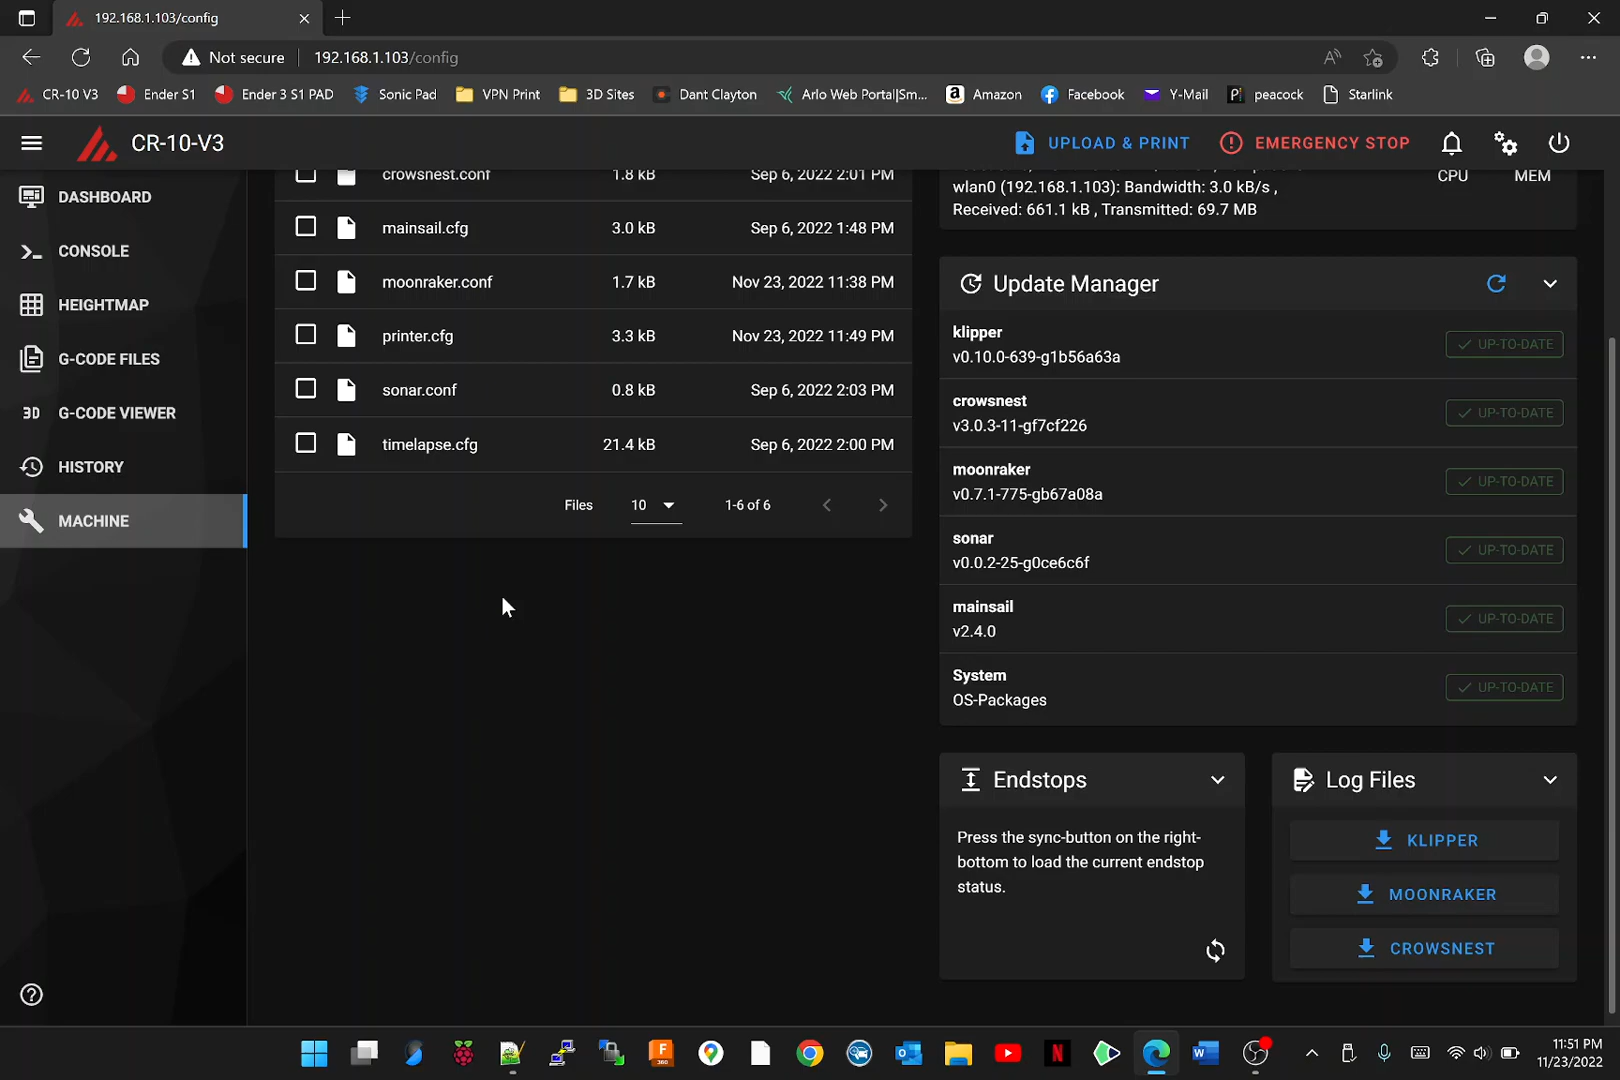 192.168.1.103/config
Not secure
192.168.1.103/config
CR-10 V3
Ender S1
Ender 3 S1 PAD
Sonic Pad
VPN Print
3D Sites
Dant Clayton
Arlo Web Portal|Sm...
Amazon
Facebook
Y-Mail
peacock
Starlink
CR-10-V3
UPLOAD & PRINT
EMERGENCY STOP
DASHBOARD
CONSOLE
HEIGHTMAP
G-CODE FILES
3D G-CODE VIEWER
HISTORY
MACHINE
crowsnest.conf 1.8 kB Sep 6, 2022 2:01 PM
mainsail.cfg 3.0 kB Sep 6, 2022 1:48 PM
moonraker.conf 1.7 kB Nov 23, 2022 11:38 PM
printer.cfg 3.3 kB Nov 23, 2022 11:49 PM
sonar.conf 0.8 kB Sep 6, 2022 2:03 PM
timelapse.cfg 21.4 kB Sep 6, 2022 2:00 PM
Files 10 1-6 of 6
wlan0 (192.168.1.103): Bandwidth: 3.0 kB/s ,
Received: 661.1 kB , Transmitted: 69.7 MB
CPU
MEM
Update Manager
klipper
v0.10.0-639-g1b56a63a
UP-TO-DATE
crowsnest
v3.0.3-11-gf7cf226
UP-TO-DATE
moonraker
v0.7.1-775-gb67a08a
UP-TO-DATE
sonar
v0.0.2-25-g0ce6c6f
UP-TO-DATE
mainsail
v2.4.0
UP-TO-DATE
System
OS-Packages
UP-TO-DATE
Endstops
Press the sync-button on the right-
bottom to load the current endstop
status.
Log Files
KLIPPER
MOONRAKER
CROWSNEST
11:51 PM
11/23/2022